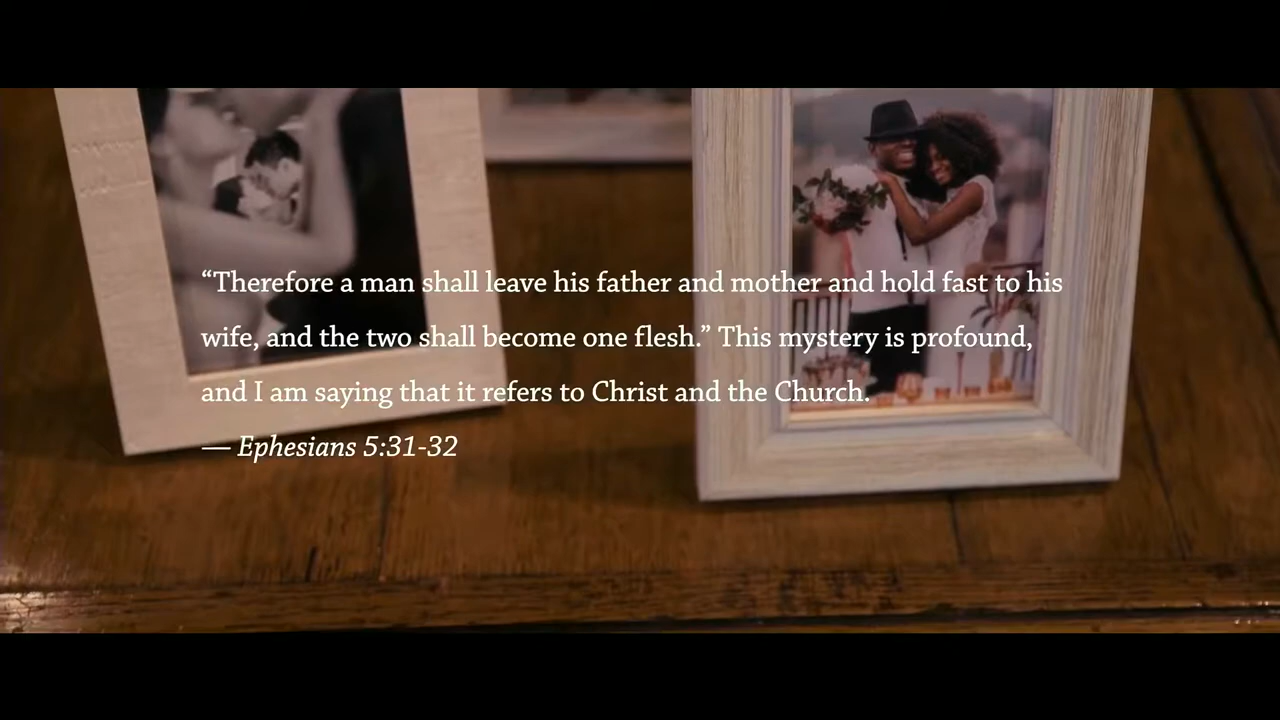 “Therefore a man shall leave his father and mother and hold fast to his
wife, and the two shall become one flesh.” This mystery is profound,
and I am saying that it refers to Christ and the Church.
— Ephesians 5:31-32